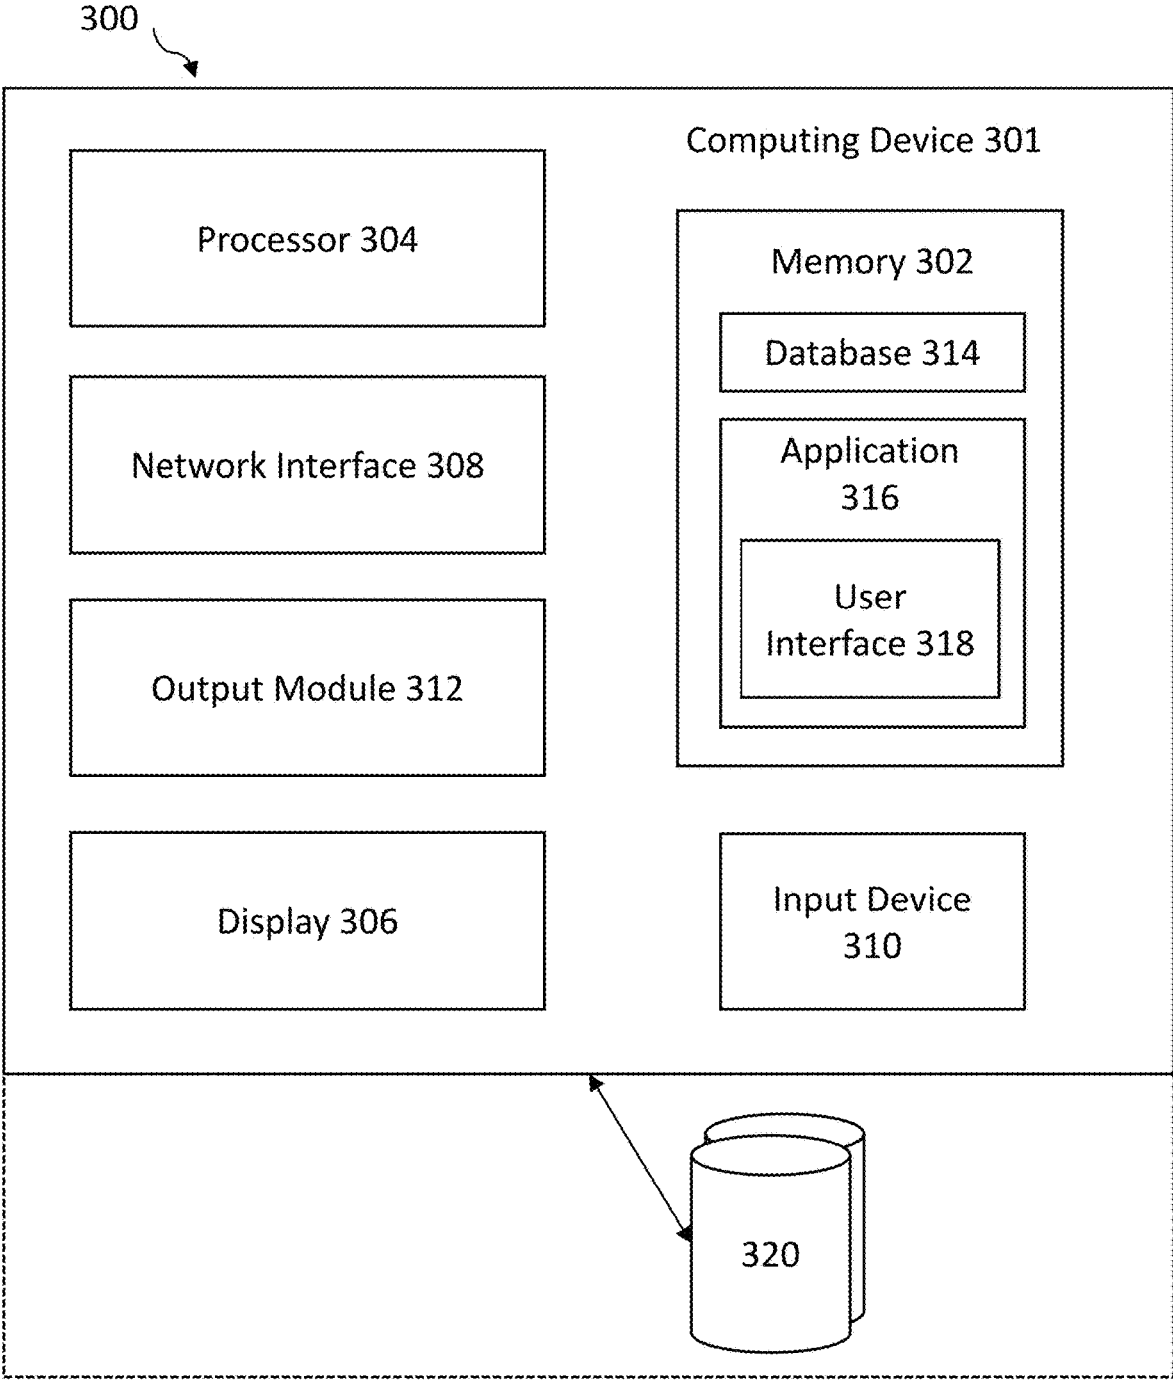 300
Computing Device 301
Processor 304
Memory 302
Database 314
Network Interface 308
Application
316
User
Interface 318
Output Module 312
Display 306
Input Device
310
320